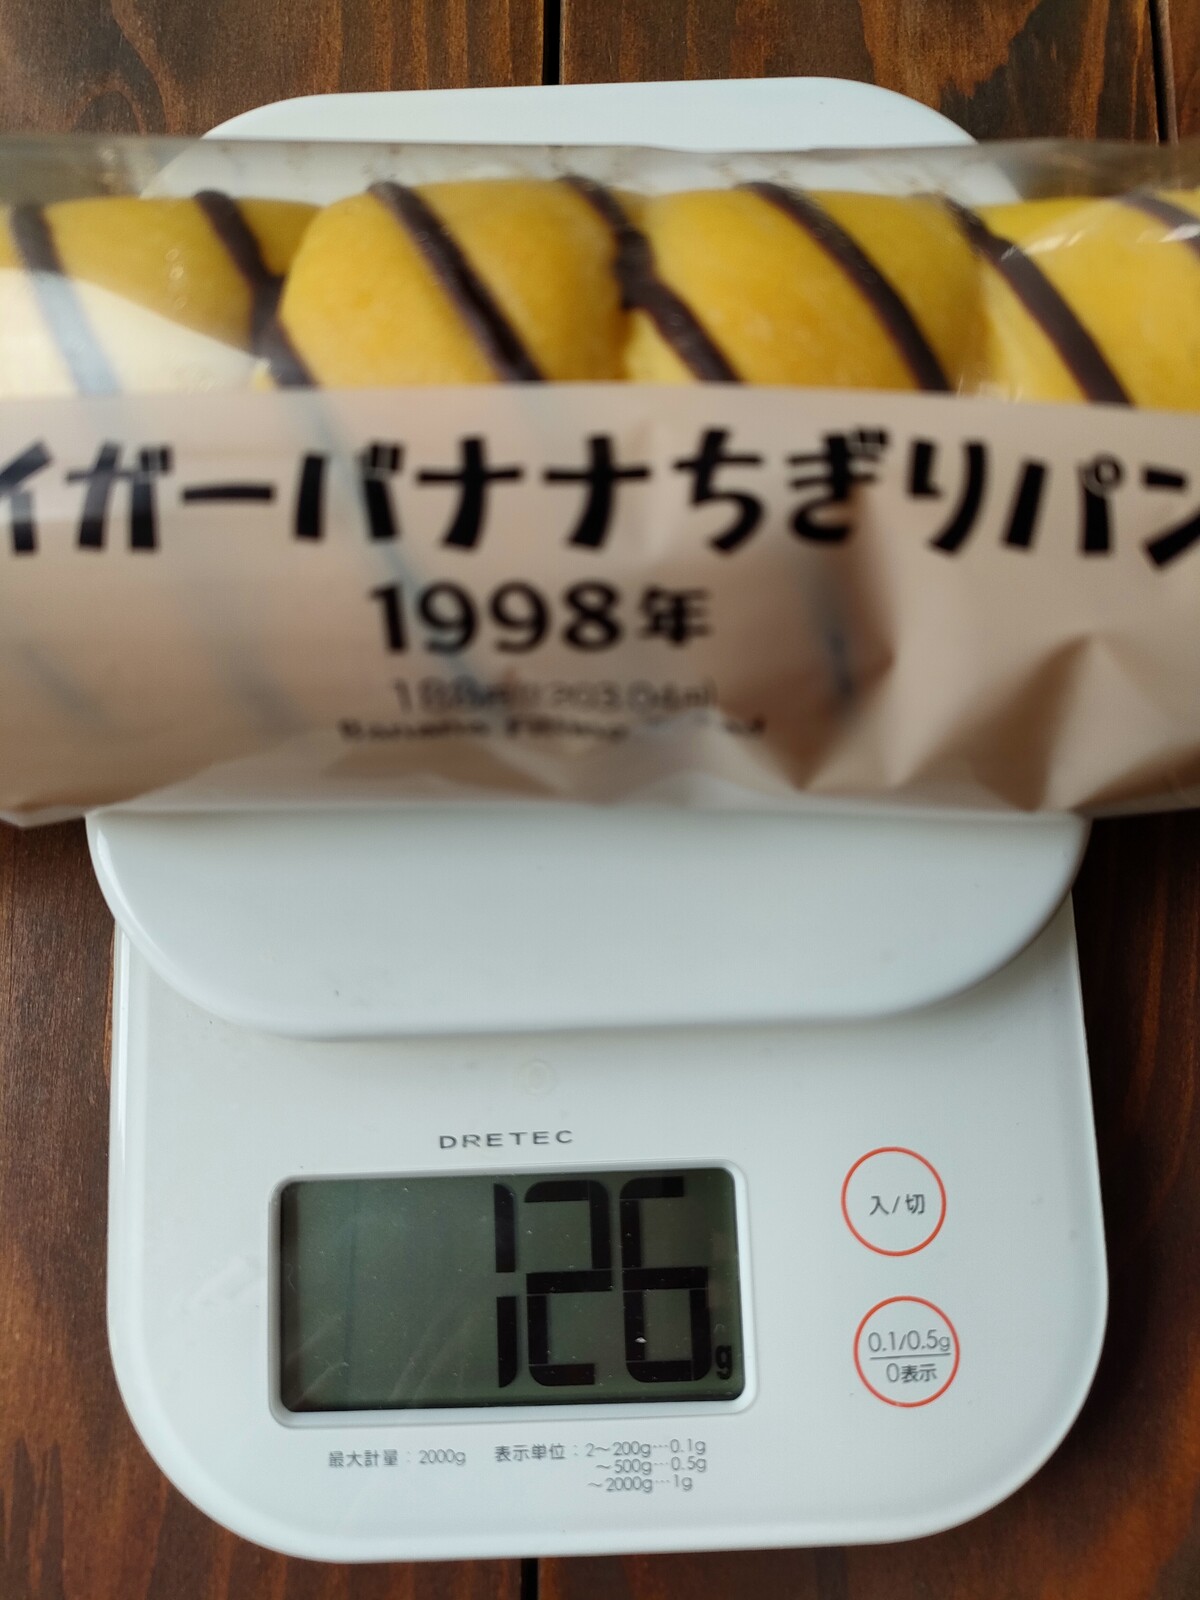 イガーバナナちぎりパン
1998年
DRETEC
126g
入/切
0.1/0.5g
0表示
最大計量：2000g 表示単位：2～200g…0.1g
～500g…0.5g
～2000g…1g